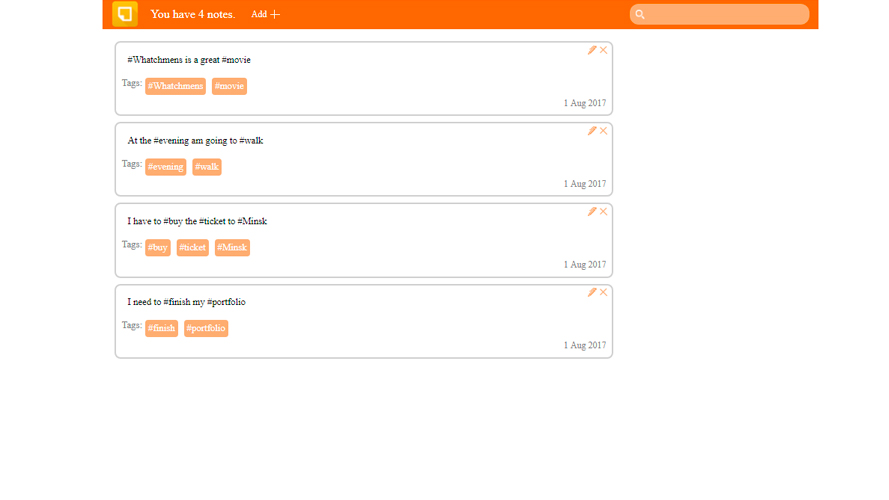 You have 4 notes. Add
#Whatchmens is a great #movie
Tags: #Whatchmens #movie
1 Aug 2017
At the #evening am going to #walk
Tags: #evening #walk
1 Aug 2017
I have to #buy the #ticket to #Minsk
Tags: #buy #ticket #Minsk
1 Aug 2017
I need to #finish my #portfolio
Tags: #finish #portfolio
1 Aug 2017